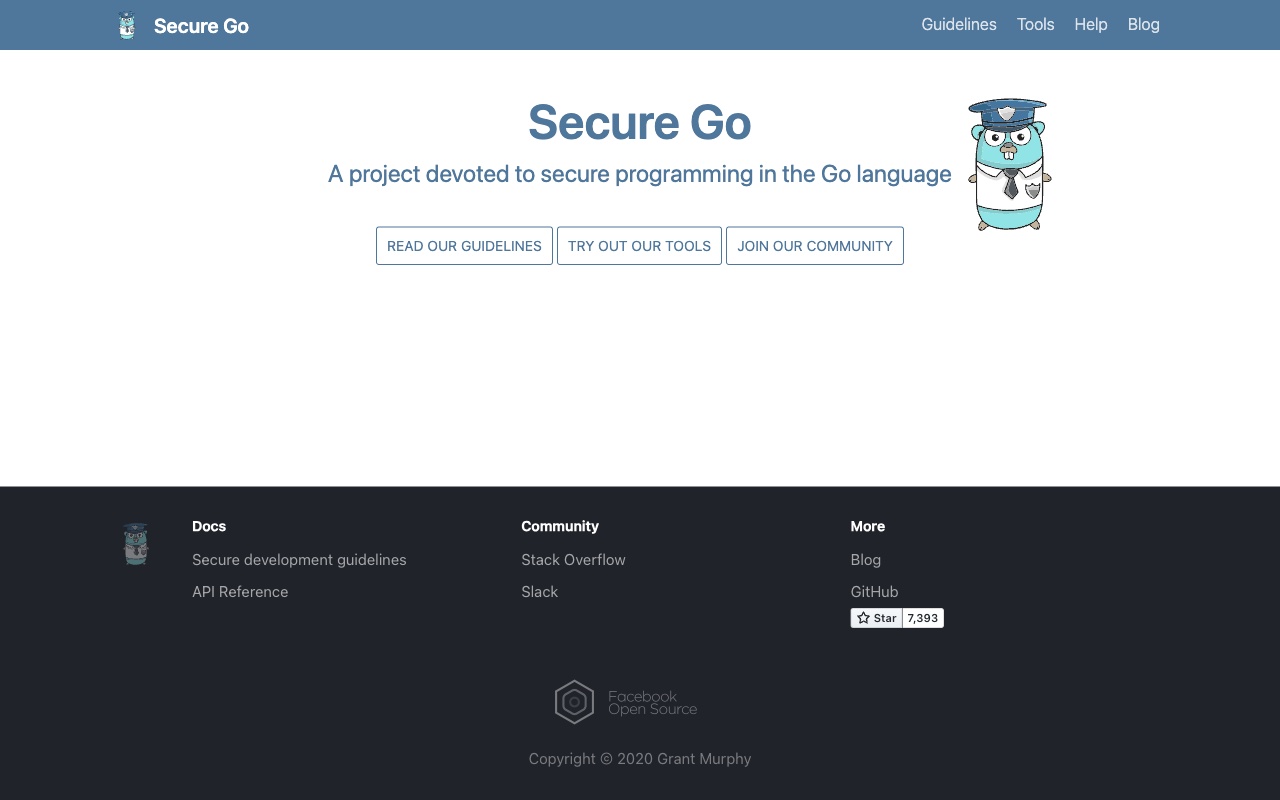 Secure Go
Guidelines Tools Help Blog
Secure Go
A project devoted to secure programming in the Go language
READ OUR GUIDELINES TRY OUT OUR TOOLS JOIN OUR COMMUNITY
Docs
Secure development guidelines
API Reference
Community
Stack Overflow
Slack
More
Blog
GitHub
Star 7,393
Facebook
Open Source
Copyright © 2020 Grant Murphy